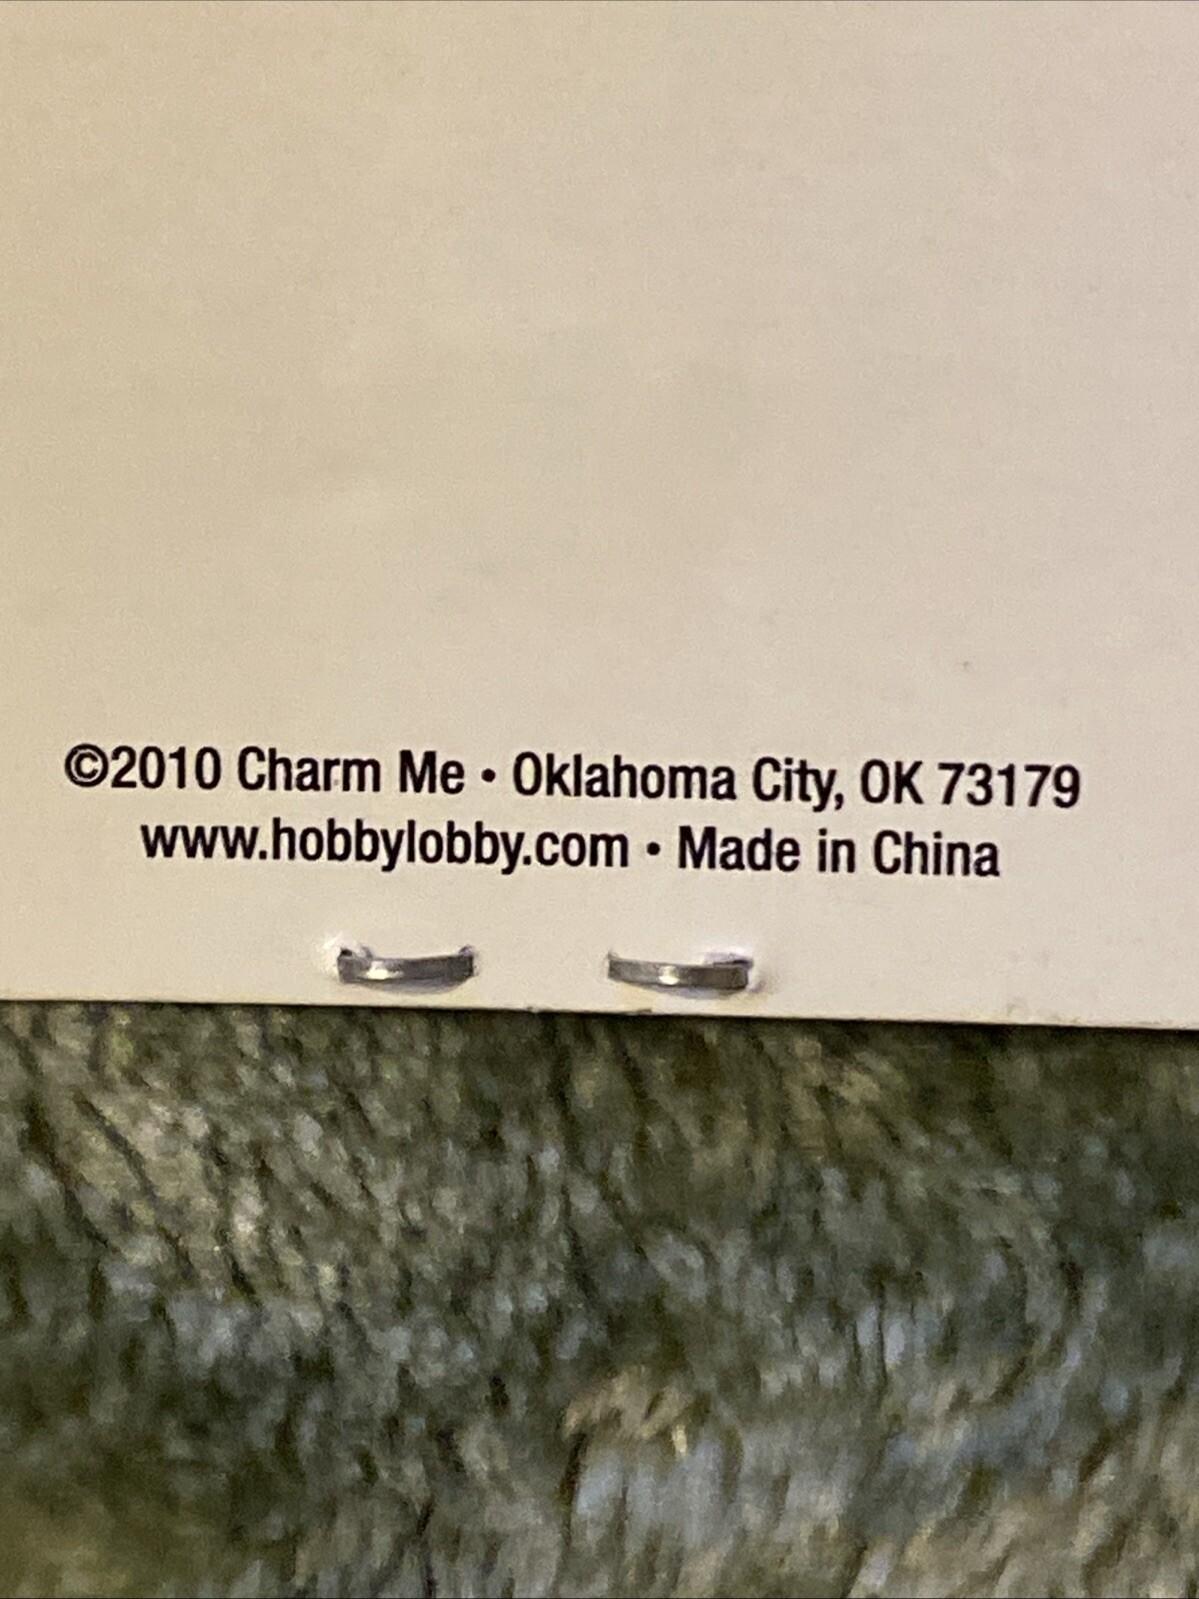 ©2010 Charm Me • Oklahoma City, OK 73179
www.hobbylobby.com • Made in China